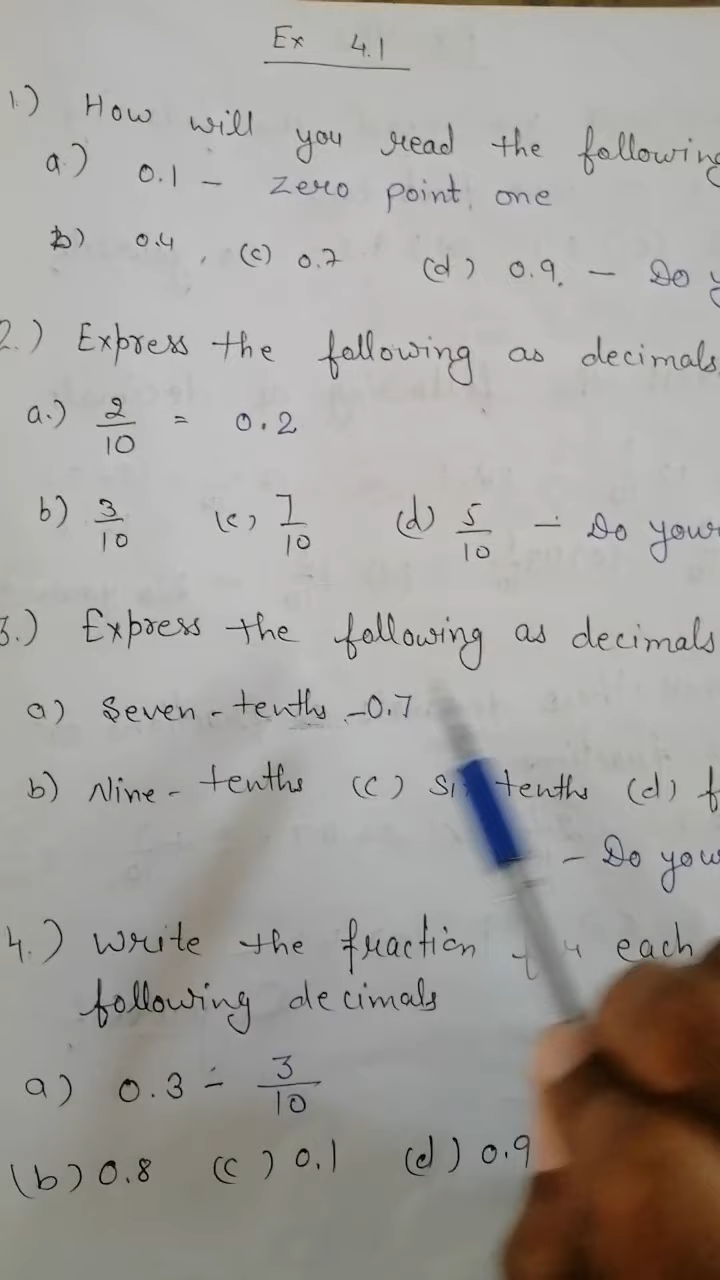 Ex 4.1
1.) How will you read the following
a.) 0.1 - Zero point one
b) 0.4, (c) 0.7 (d) 0.9. - Do
2.) Express the following as decimals
a.) 2/10 = 0.2
b) 3/10 (c) 7/10 (d) 5/10 - Do your
3.) Express the following as decimals
a) Seven-tenths - 0.7
b) Nine-tenths (c) tenths (d)
- Do you
4.) Write the fraction each
following decimals
a) 0.3 - 3/10
(b) 0.8 (c) 0.1 (d) 0.9